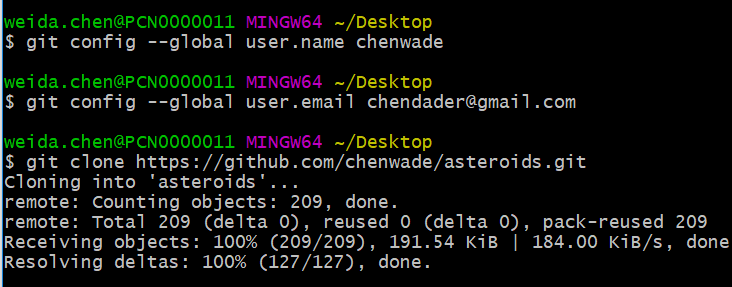 weida.chen@PCN0000011 MINGW64 ~/Desktop
$ git config --global user.name chenwade
weida.chen@PCN0000011 MINGW64 ~/Desktop
$ git config --global user.email chendader@gmail.com
weida.chen@PCN0000011 MINGW64 ~/Desktop
$ git clone https://github.com/chenwade/asteroids.git
Cloning into 'asteroids'...
remote: Counting objects: 209, done.
remote: Total 209 (delta 0), reused 0 (delta 0), pack-reused 209
Receiving objects: 100% (209/209), 191.54 KiB | 184.00 KiB/s, done
Resolving deltas: 100% (127/127), done.